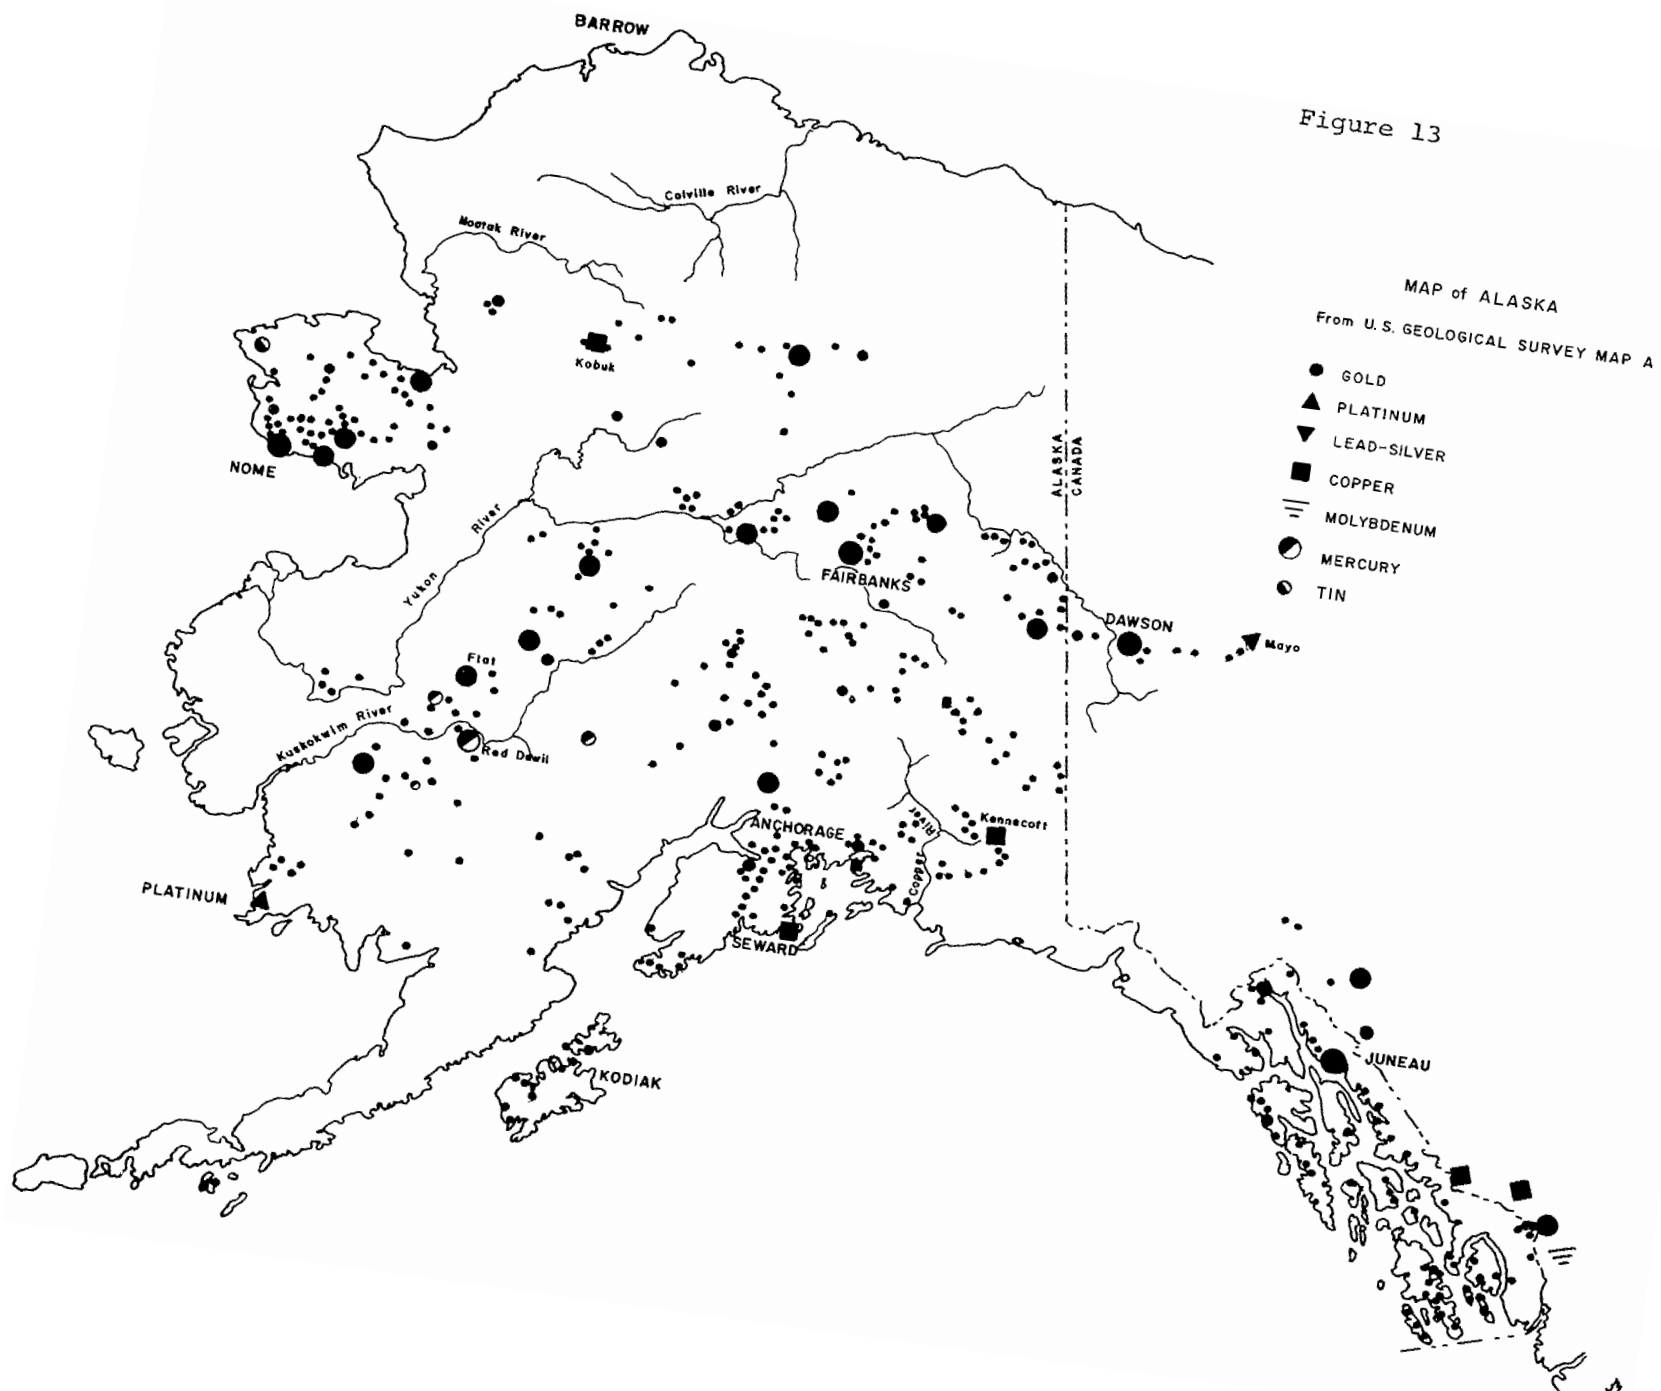 BARROW
Figure 13
Colville River
Mootak River
MAP of ALASKA
From U.S. GEOLOGICAL SURVEY MAP A
Kobuk
GOLD
PLATINUM
LEAD-SILVER
COPPER
MOLYBDENUM
MERCURY
TIN
ALASKA
CANADA
NOME
Yukon River
FAIRBANKS
DAWSON
Mayo
Flat
Kuskokwim River
Red Devil
Kennecott
ANCHORAGE
Copper River
PLATINUM
SEWARD
KODIAK
JUNEAU